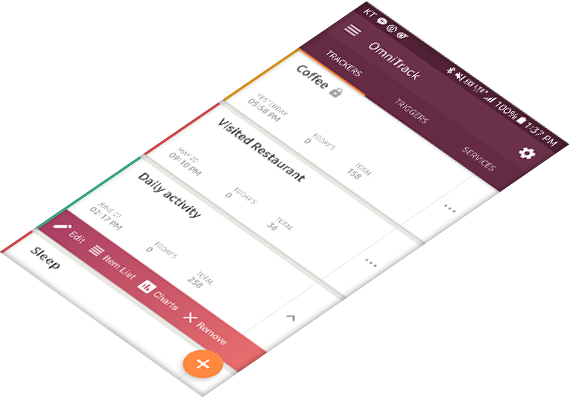 KT 100% 1:37 PM
OmniTrack
TRACKERS TRIGGERS SERVICES
Coffee
YESTERDAY TODAY'S TOTAL
05:58 PM 0 158
Visited Restaurant
MAY 20 TODAY'S TOTAL
09:10 PM 0 36
Daily activity
JUNE 27 TODAY'S TOTAL
02:17 PM 0 258
Edit Item List Charts Remove
Sleep